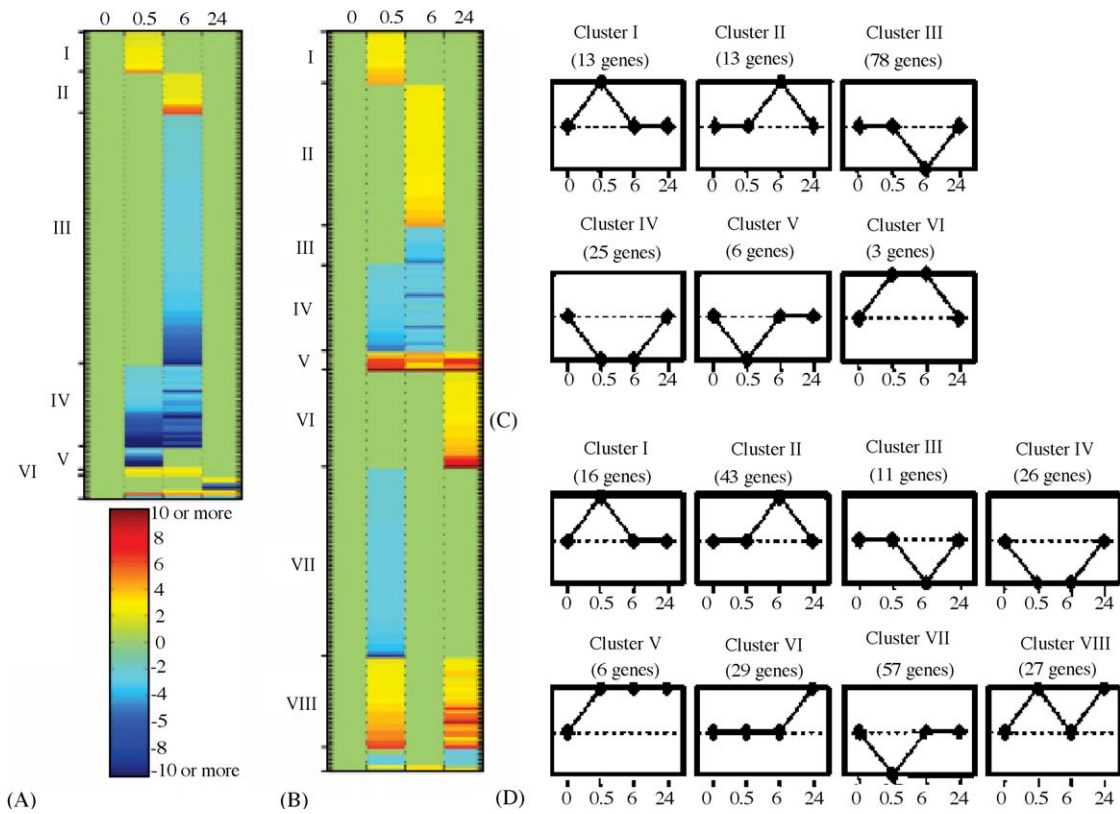 0 0.5 6 24
I
II
III
IV
V
VI
10 or more
8
6
4
2
0
-2
-4
-5
-8
-10 or more
(A)
0 0.5 6 24
I
II
III
IV
V
VI
VII
VIII
(B)
Cluster I
(13 genes)
0 0.5 6 24
Cluster II
(13 genes)
0 0.5 6 24
Cluster III
(78 genes)
0 0.5 6 24
Cluster IV
(25 genes)
0 0.5 6 24
Cluster V
(6 genes)
0 0.5 6 24
Cluster VI
(3 genes)
0 0.5 6 24
(C)
Cluster I
(16 genes)
0 0.5 6 24
Cluster II
(43 genes)
0 0.5 6 24
Cluster III
(11 genes)
0 0.5 6 24
Cluster IV
(26 genes)
0 0.5 6 24
Cluster V
(6 genes)
0 0.5 6 24
Cluster VI
(29 genes)
0 0.5 6 24
Cluster VII
(57 genes)
0 0.5 6 24
Cluster VIII
(27 genes)
0 0.5 6 24
(D)